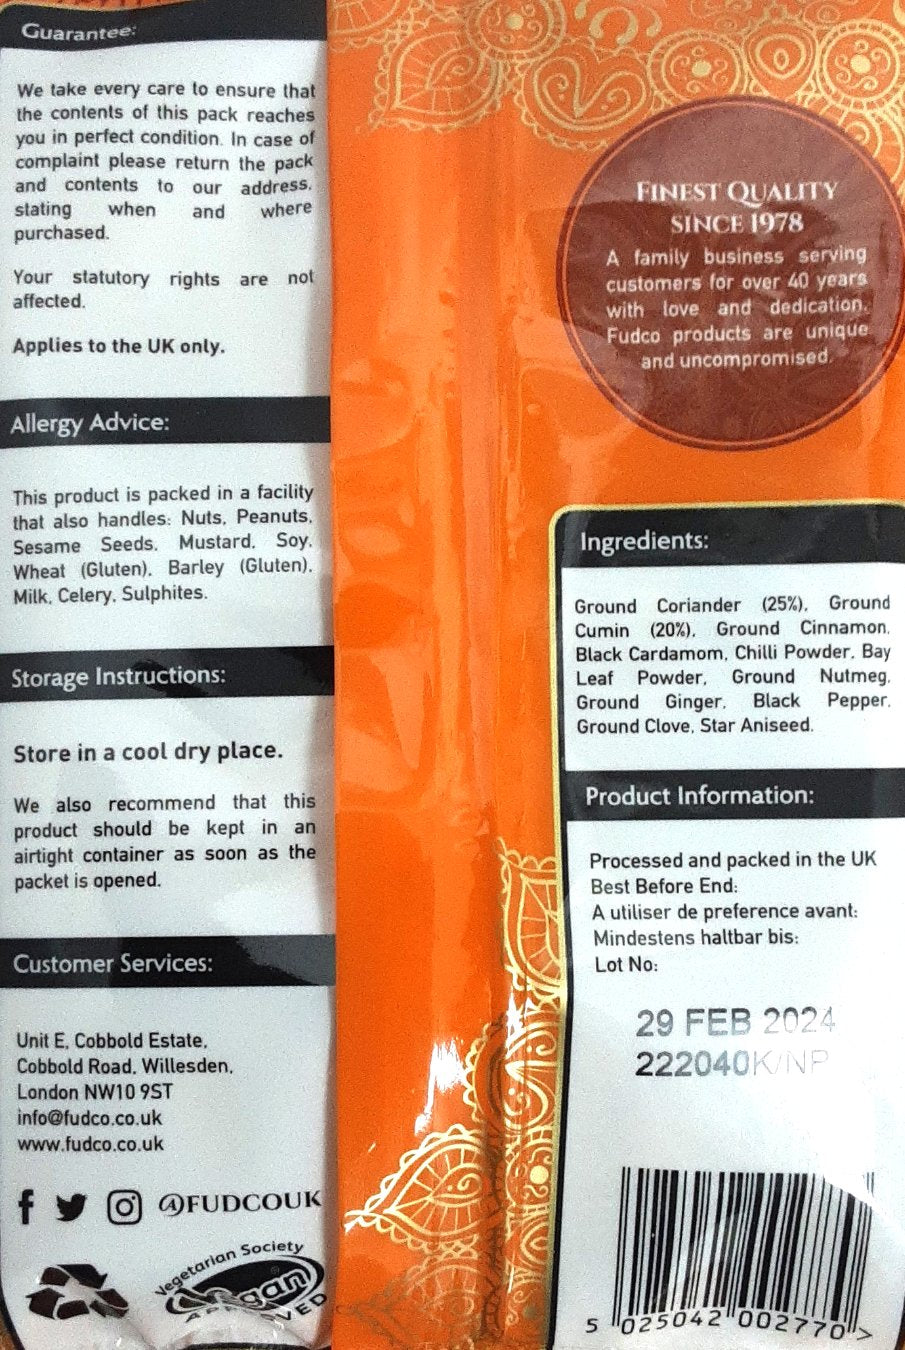 Guarantee:
We take every care to ensure that
the contents of this pack reaches
you in perfect condition. In case of
complaint please return the pack
and contents to our address,
stating when and where
purchased.
Your statutory rights are not
affected.
Applies to the UK only.
Allergy Advice:
This product is packed in a facility
that also handles: Nuts, Peanuts,
Sesame Seeds, Mustard, Soy,
Wheat (Gluten), Barley (Gluten),
Milk, Celery, Sulphites.
Storage Instructions:
Store in a cool dry place.
We also recommend that this
product should be kept in an
airtight container as soon as the
packet is opened.
Customer Services:
Unit E, Cobbold Estate,
Cobbold Road, Willesden,
London NW10 9ST
info@fudco.co.uk
www.fudco.co.uk
@FUDCOUK
Vegetarian Society
Vegan
APPROVED
FINEST QUALITY
SINCE 1978
A family business serving
customers for over 40 years
with love and dedication.
Fudco products are unique
and uncompromised.
Ingredients:
Ground Coriander (25%), Ground
Cumin (20%), Ground Cinnamon,
Black Cardamom, Chilli Powder, Bay
Leaf Powder, Ground Nutmeg,
Ground Ginger, Black Pepper,
Ground Clove, Star Aniseed.
Product Information:
Processed and packed in the UK
Best Before End:
A utiliser de preference avant:
Mindestens haltbar bis:
Lot No:
29 FEB 2024
222040K/NP
5 025042 002770 >